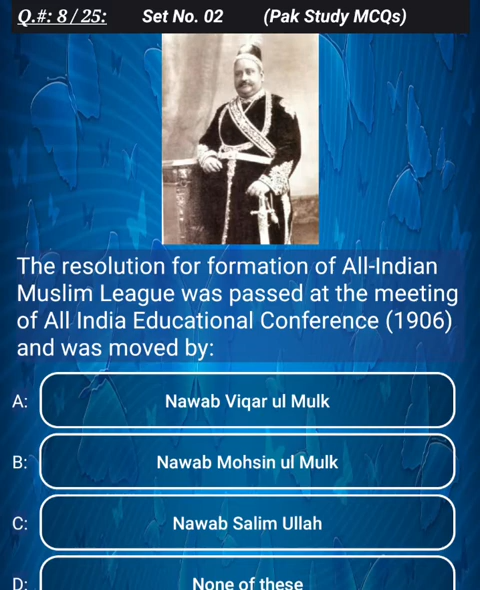 Q.#: 8 / 25: Set No. 02 (Pak Study MCQs)
The resolution for formation of All-Indian
Muslim League was passed at the meeting
of All India Educational Conference (1906)
and was moved by:
A: Nawab Viqar ul Mulk
B: Nawab Mohsin ul Mulk
C: Nawab Salim Ullah
D: None of these